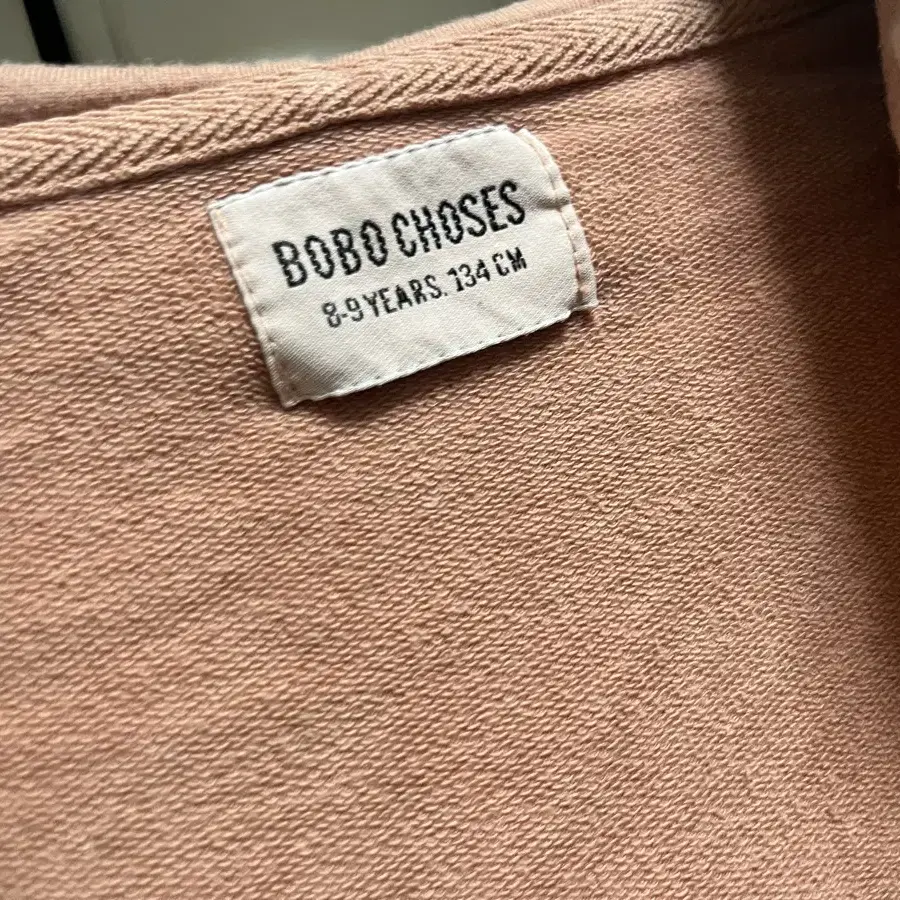 BOBO CHOSES
8-9 YEARS. 134 CM